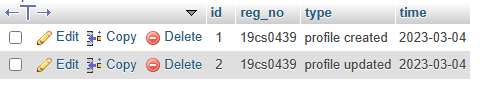 id reg_no type time
Edit Copy Delete 1 19cs0439 profile created 2023-03-04
Edit Copy Delete 2 19cs0439 profile updated 2023-03-04